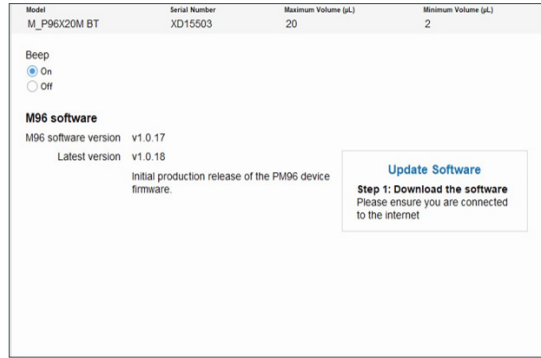 Model Serial Number Maximum Volume (µL) Minimum Volume (µL)
M_P96X20M BT XD15503 20 2
Beep
On
Off
M96 software
M96 software version v1.0.17
Latest version v1.0.18
Initial production release of the PM96 device
firmware.
Update Software
Step 1: Download the software
Please ensure you are connected
to the internet